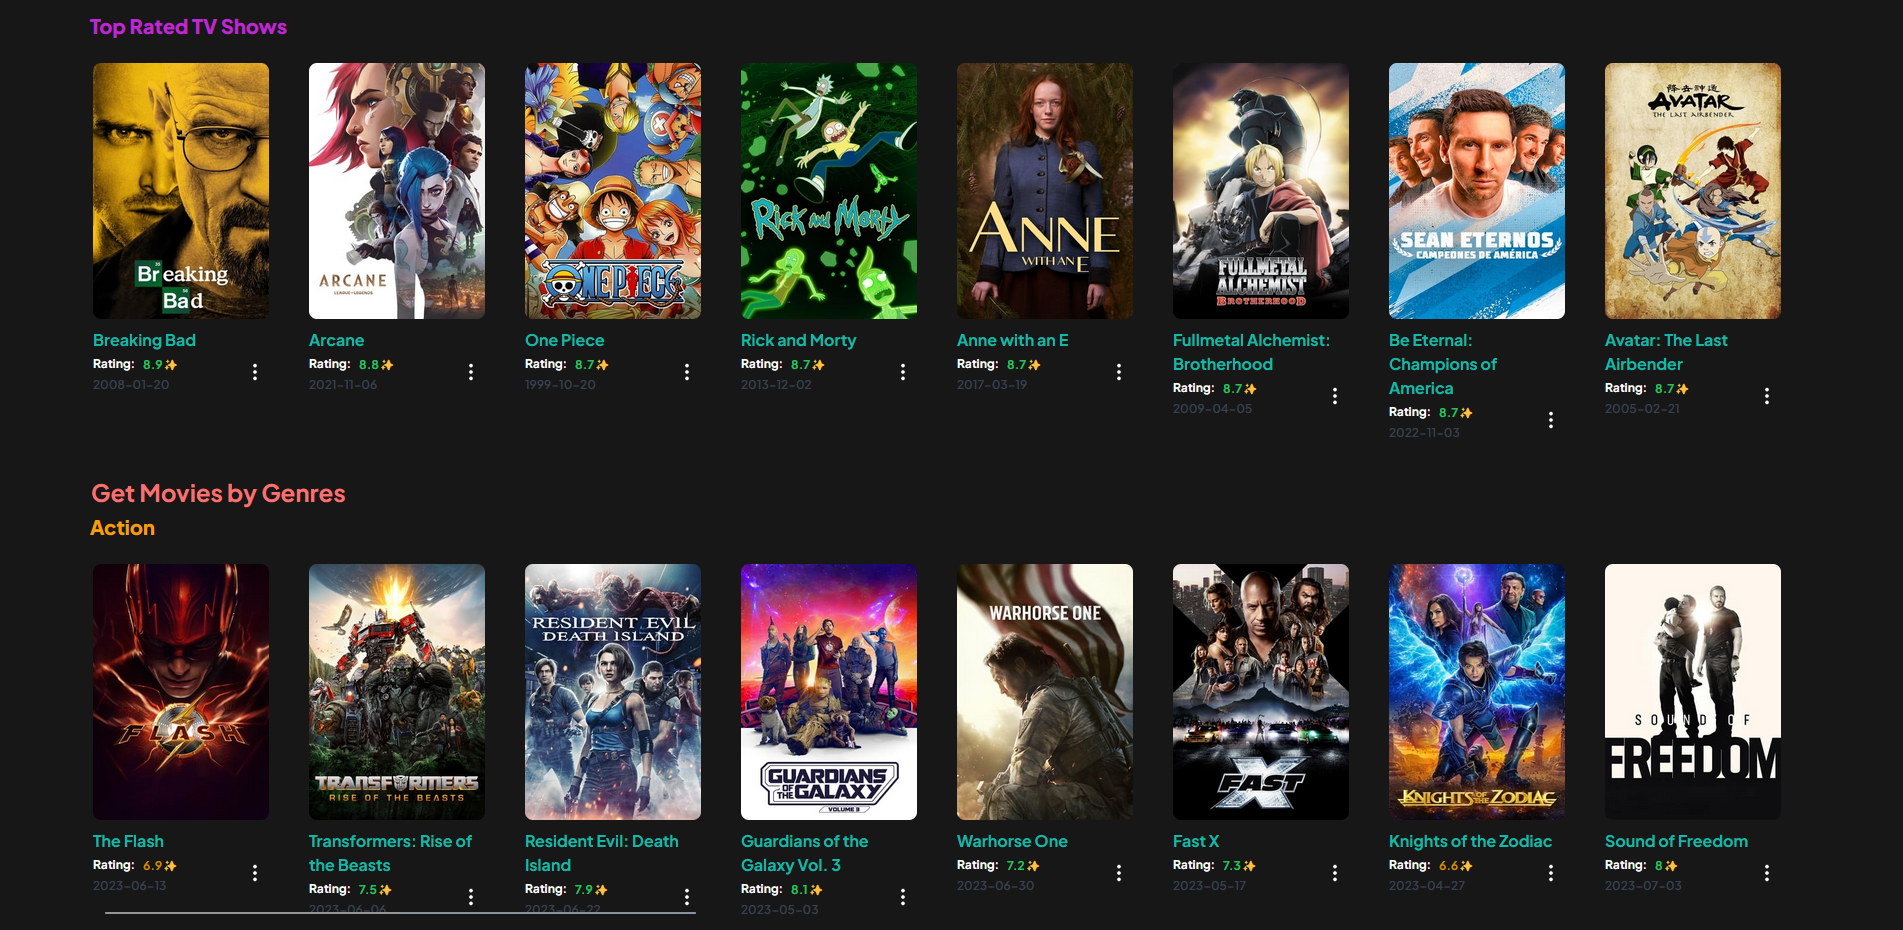 Top Rated TV Shows
Breaking
Bad
ARCANE
ONE PIECE
Rick and Morty
ANNE
WITH AN E
FULLMETAL
ALCHEMIST
BROTHERHOOD
SEAN ETERNOS
CAMPEONES DE AMÉRICA
AVATAR
THE LAST AIRBENDER
Breaking Bad
Rating: 8.9✨
2008-01-20
Arcane
Rating: 8.8✨
2021-11-06
One Piece
Rating: 8.7✨
1999-10-20
Rick and Morty
Rating: 8.7✨
2013-12-02
Anne with an E
Rating: 8.7✨
2017-03-19
Fullmetal Alchemist:
Brotherhood
Rating: 8.7✨
2009-04-05
Be Eternal:
Champions of
America
Rating: 8.7✨
2022-11-03
Avatar: The Last
Airbender
Rating: 8.7✨
2005-02-21
Get Movies by Genres
Action
FLASH
TRANSFORMERS
RISE OF THE BEASTS
RESIDENT EVIL
DEATH ISLAND
GUARDIANS
OF THE GALAXY
VOLUME 3
WARHORSE ONE
FAST X
KNIGHTS OF THE ZODIAC
SOUND OF
FREEDOM
The Flash
Rating: 6.9✨
2023-06-13
Transformers: Rise of
the Beasts
Rating: 7.5✨
2023-06-06
Resident Evil: Death
Island
Rating: 7.9✨
2023-06-22
Guardians of the
Galaxy Vol. 3
Rating: 8.1✨
2023-05-03
Warhorse One
Rating: 7.2✨
2023-06-30
Fast X
Rating: 7.3✨
2023-05-17
Knights of the Zodiac
Rating: 6.6✨
2023-04-27
Sound of Freedom
Rating: 8✨
2023-07-03